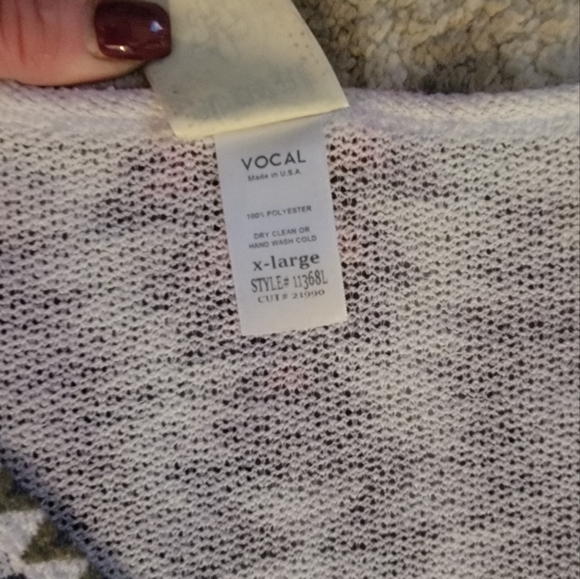 VOCAL
Made in U.S.A.
100% POLYESTER
DRY CLEAN OR
HAND WASH COLD
x-large
STYLE# 11368L
CUT# 21990